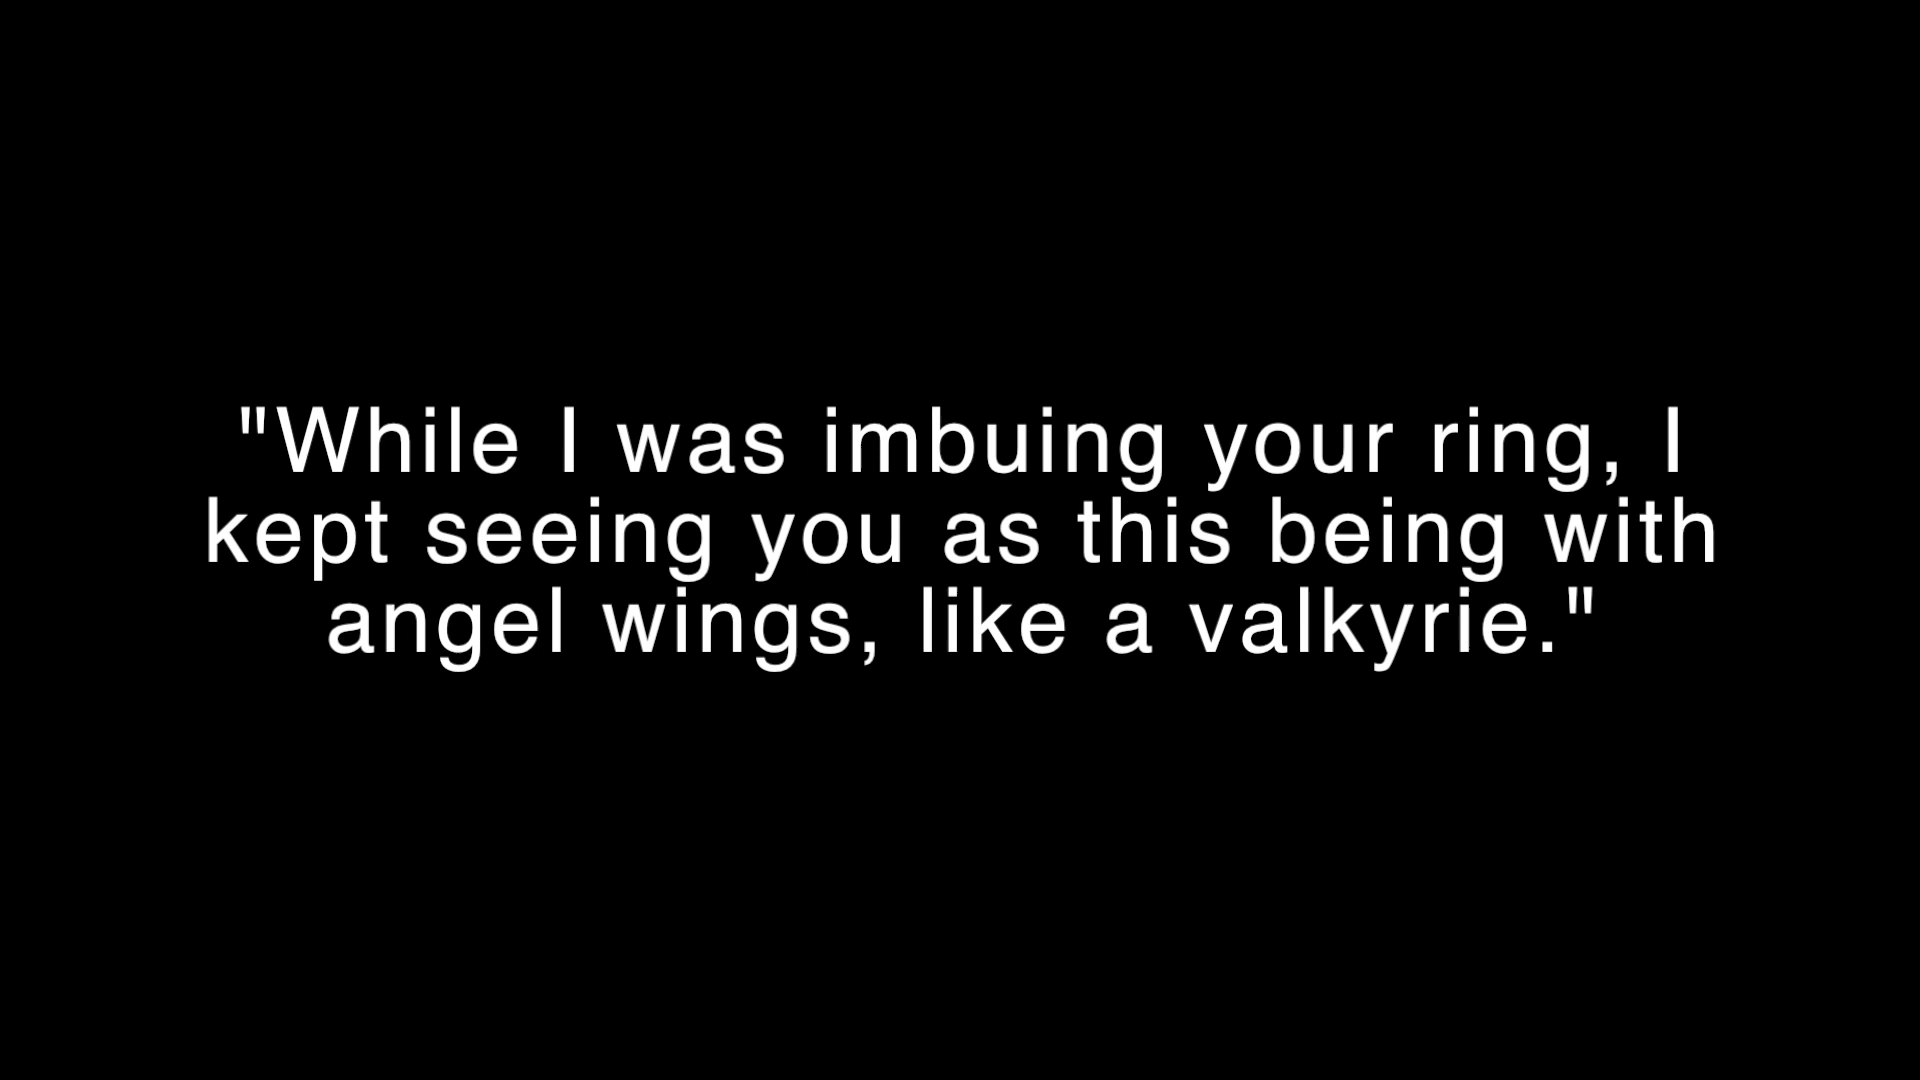 "While I was imbuing your ring, I
kept seeing you as this being with
angel wings, like a valkyrie."